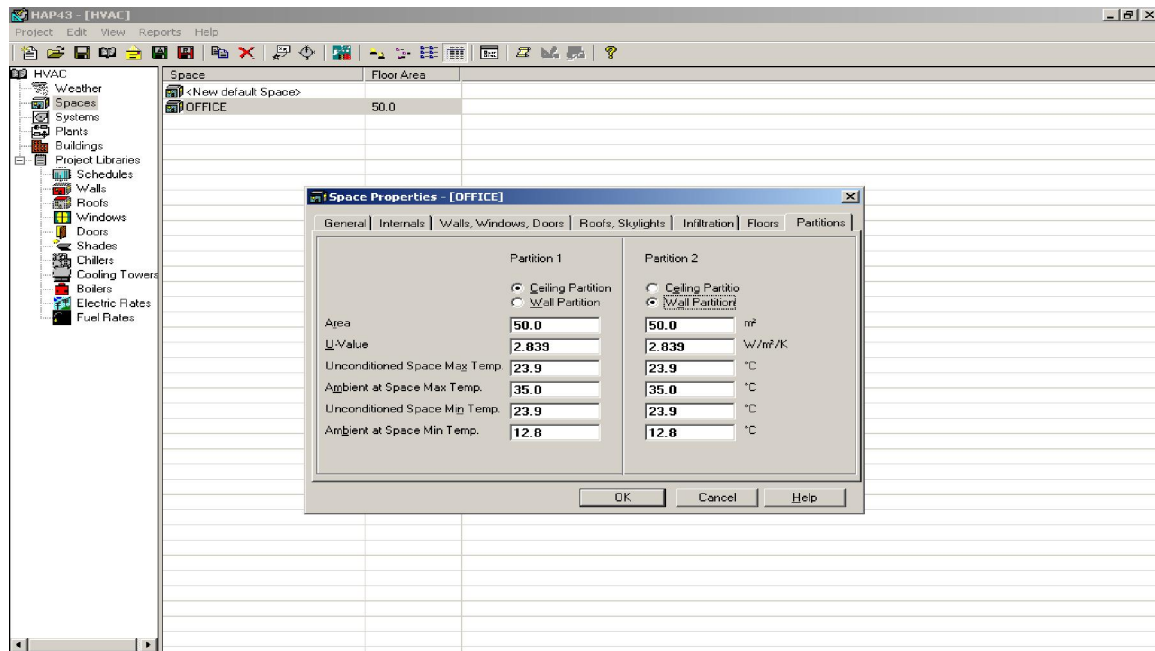 HAP43 - [HVAC]
Project Edit View Reports Help
HVAC
Weather
Spaces
Systems
Plants
Buildings
Project Libraries
Schedules
Walls
Roofs
Windows
Doors
Shades
Chillers
Cooling Towers
Boilers
Electric Rates
Fuel Rates
Space Floor Area
<New default Space>
OFFICE 50.0
Space Properties - [OFFICE]
General Internals Walls, Windows, Doors Roofs, Skylights Infiltration Floors Partitions
Partition 1 Partition 2
Ceiling Partition Ceiling Partitio
Wall Partition Wall Partition
Area 50.0 50.0 m²
U-Value 2.839 2.839 W/m²/K
Unconditioned Space Max Temp. 23.9 23.9 °C
Ambient at Space Max Temp. 35.0 35.0 °C
Unconditioned Space Min Temp. 23.9 23.9 °C
Ambient at Space Min Temp. 12.8 12.8 °C
OK Cancel Help